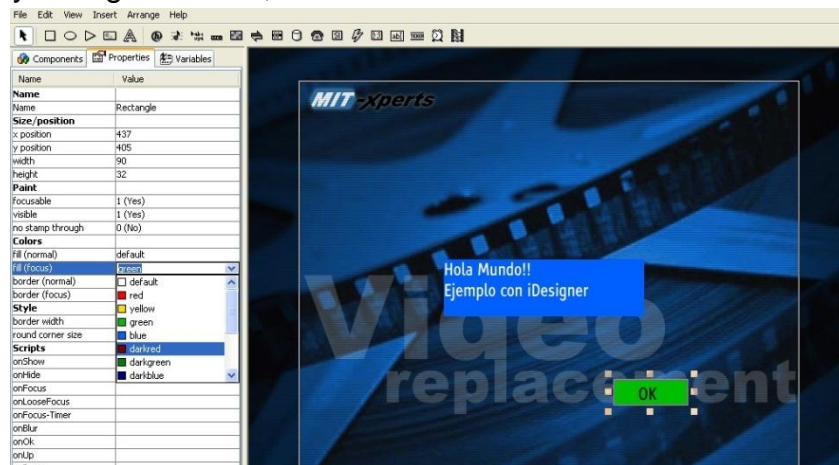 File Edit View Insert Arrange Help
Components Properties Variables
Name Value
Name
Name Rectangle
Size/position
x position 437
y position 405
width 90
height 32
Paint
focusable 1 (Yes)
visible 1 (Yes)
no stamp through 0 (No)
Colors
fill (normal) default
fill (focus) green
border (normal) default
border (focus) red
Style yellow
border width green
round corner size blue
Scripts darkred
onShow darkgreen
onHide darkblue
onFocus
onLooseFocus
onFocus-Timer
onBlur
onOk
onUp
MIT-xperts
Hola Mundo!!
Ejemplo con iDesigner
Video
replacement
OK